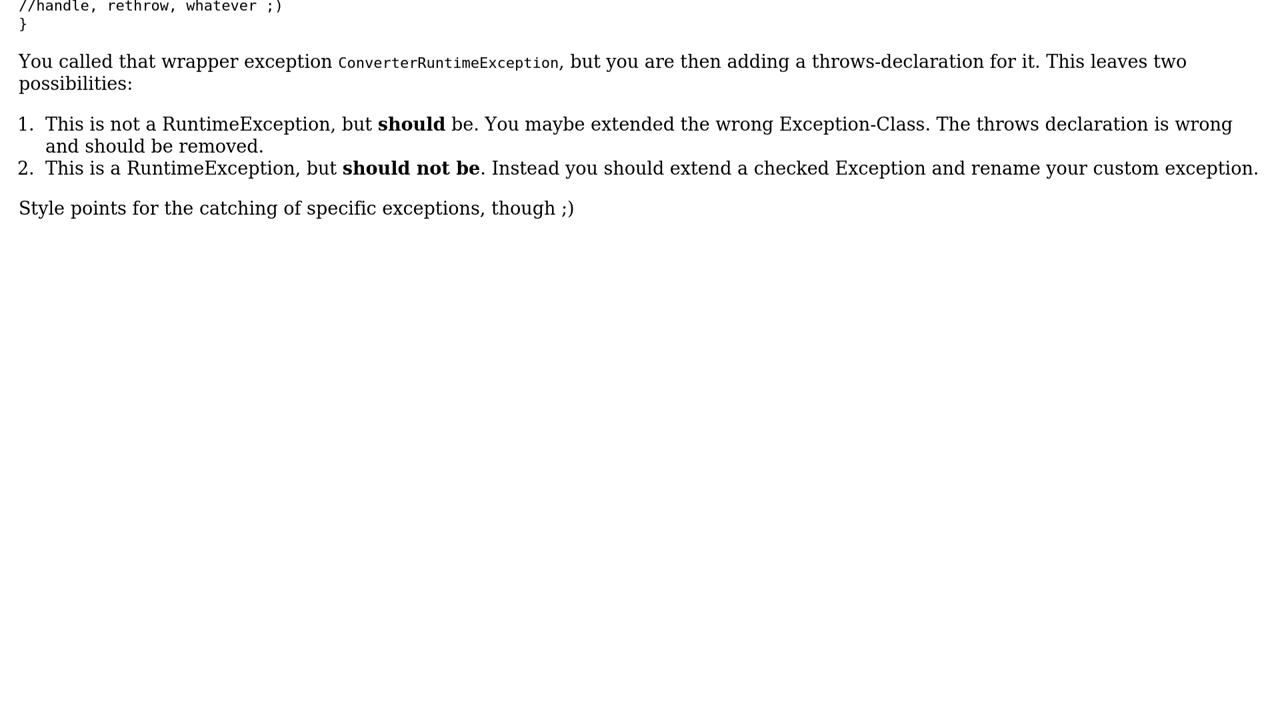 //handle, rethrow, whatever ;)
}
You called that wrapper exception ConverterRuntimeException, but you are then adding a throws-declaration for it. This leaves two
possibilities:
1. This is not a RuntimeException, but should be. You maybe extended the wrong Exception-Class. The throws declaration is wrong
and should be removed.
2. This is a RuntimeException, but should not be. Instead you should extend a checked Exception and rename your custom exception.
Style points for the catching of specific exceptions, though ;)